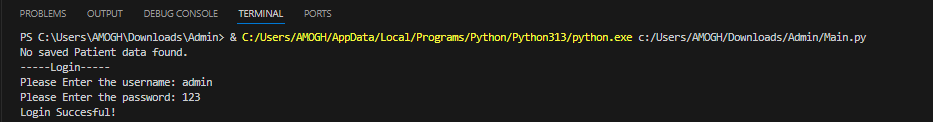 PROBLEMS OUTPUT DEBUG CONSOLE TERMINAL PORTS
PS C:\Users\AMOGH\Downloads\Admin> & C:/Users/AMOGH/AppData/Local/Programs/Python/Python313/python.exe c:/Users/AMOGH/Downloads/Admin/Main.py
No saved Patient data found.
-----Login-----
Please Enter the username: admin
Please Enter the password: 123
Login Succesful!